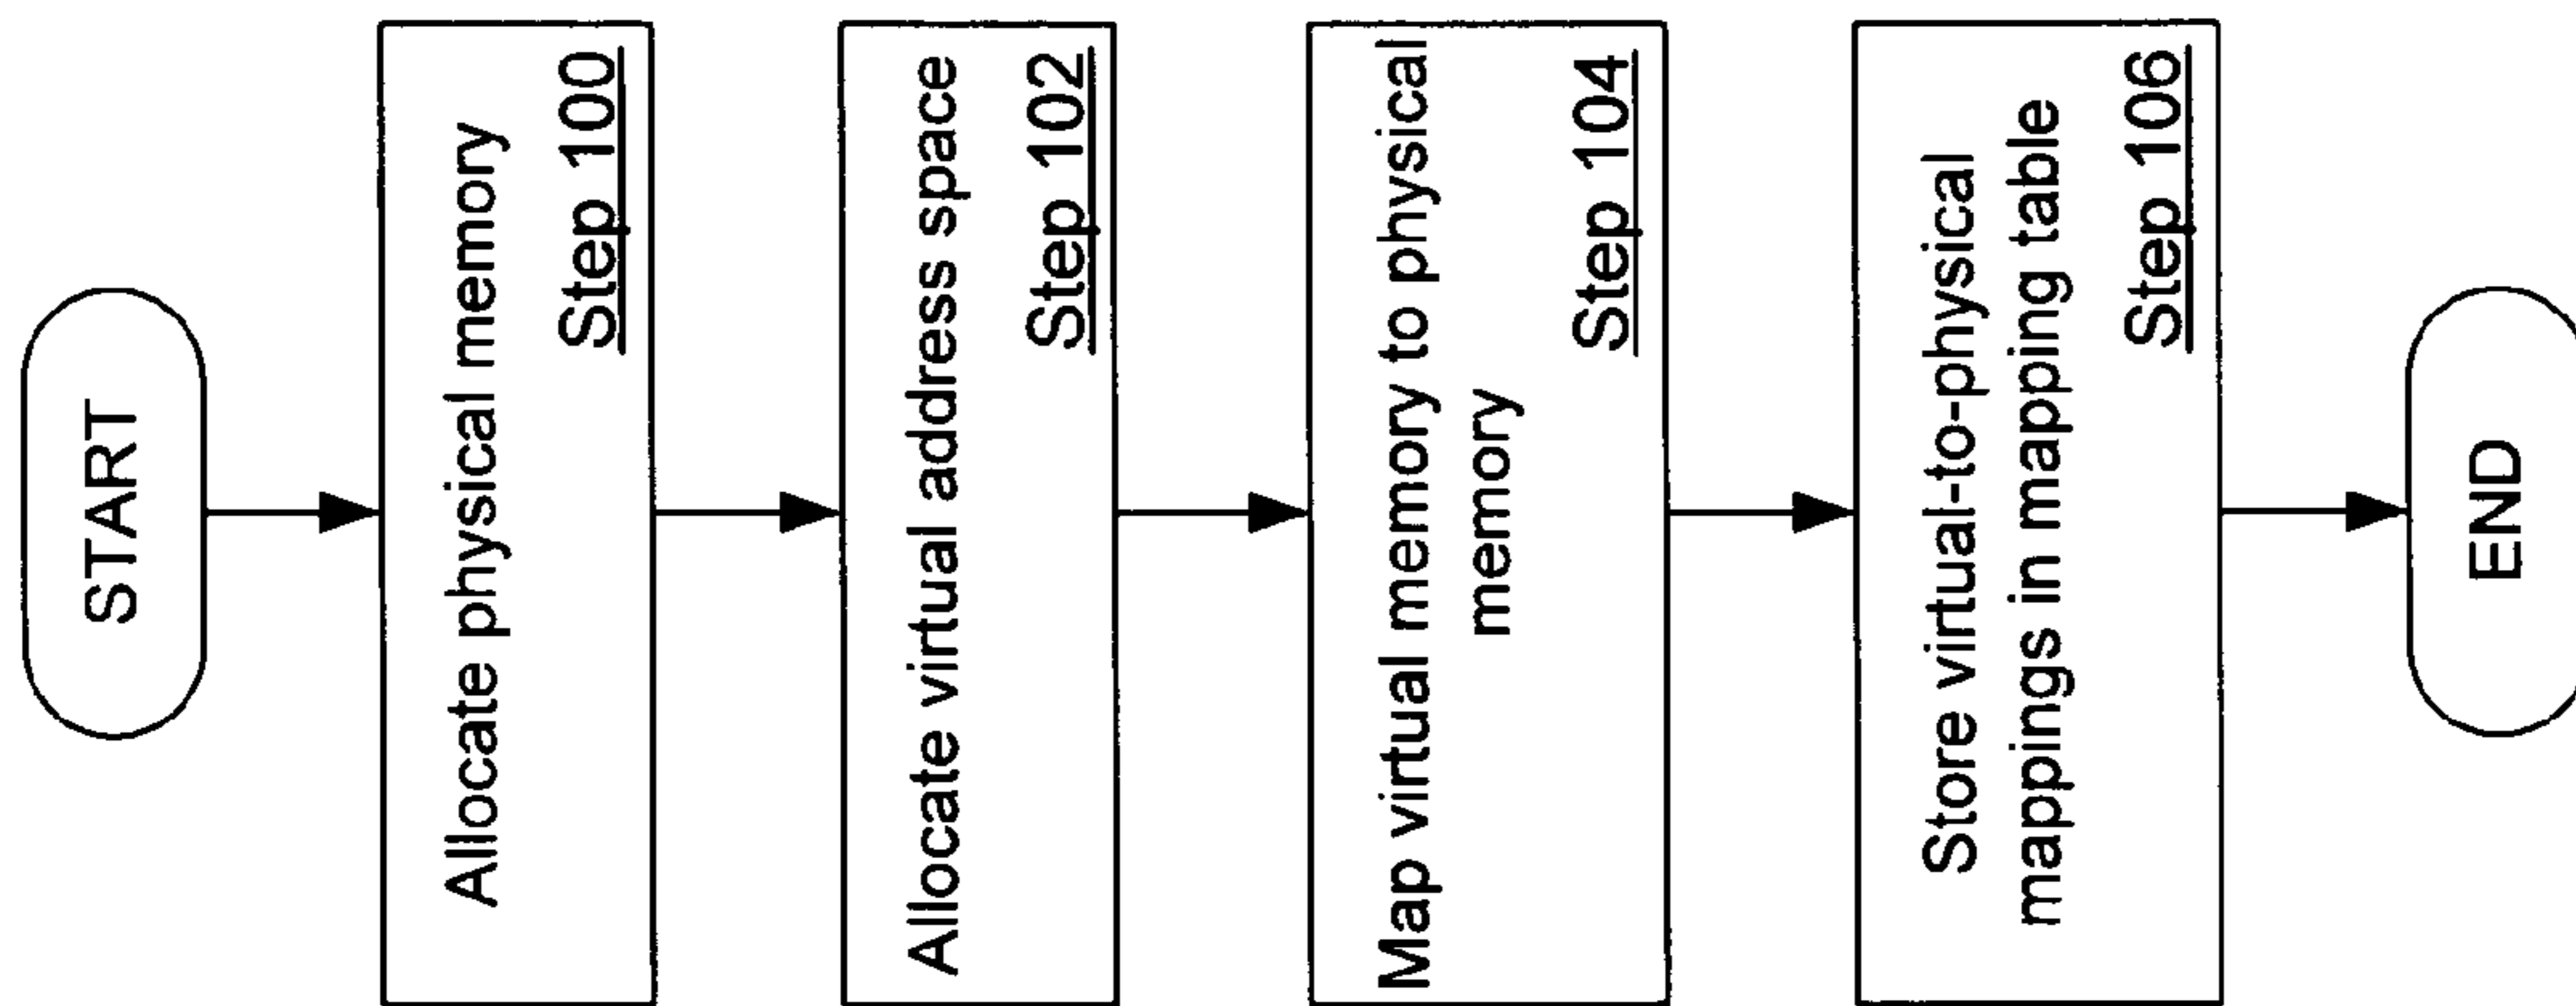 START
Allocate physical memory
Step 100
Allocate virtual address space
Step 102
Map virtual memory to physical
memory
Step 104
Store virtual-to-physical
mappings in mapping table
Step 106
END